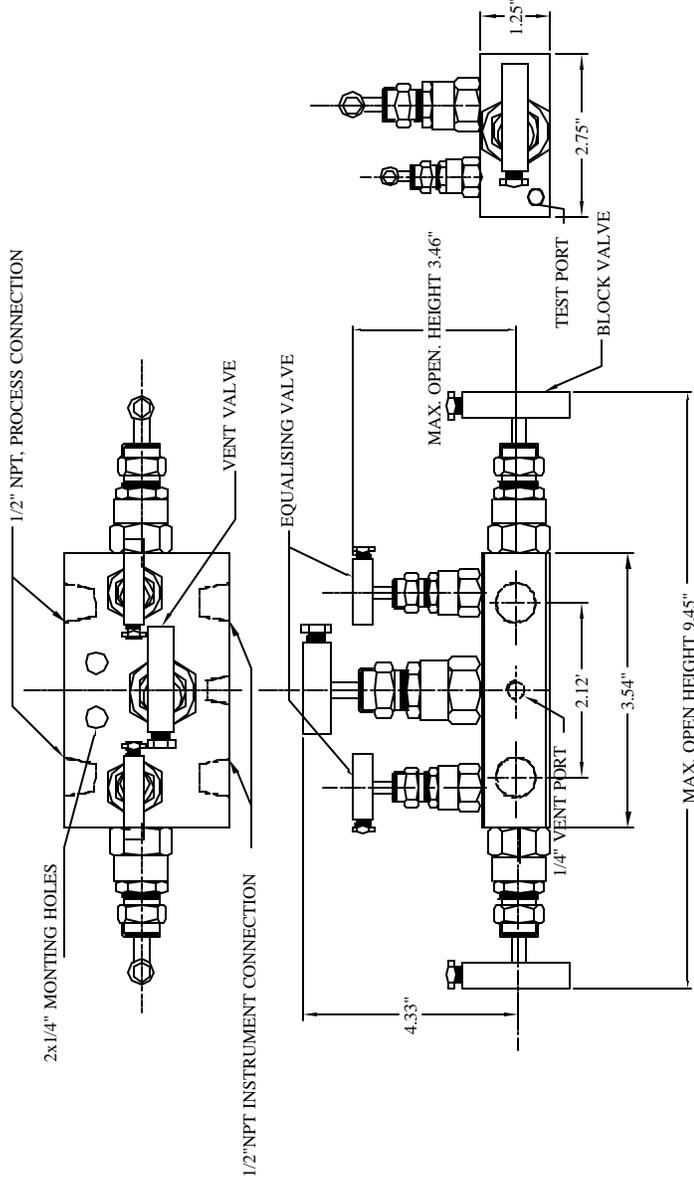 1/2" NPT, PROCESS CONNECTION
2x1/4" MONTING HOLES
VENT VALVE
1/2"NPT INSTRUMENT CONNECTION
EQUALISING VALVE
MAX. OPEN. HEIGHT 3.46"
4.33"
2.12'
3.54"
1/4" VENT PORT
MAX. OPEN HEIGHT 9.45"
BLOCK VALVE
TEST PORT
2.75"
1.25"